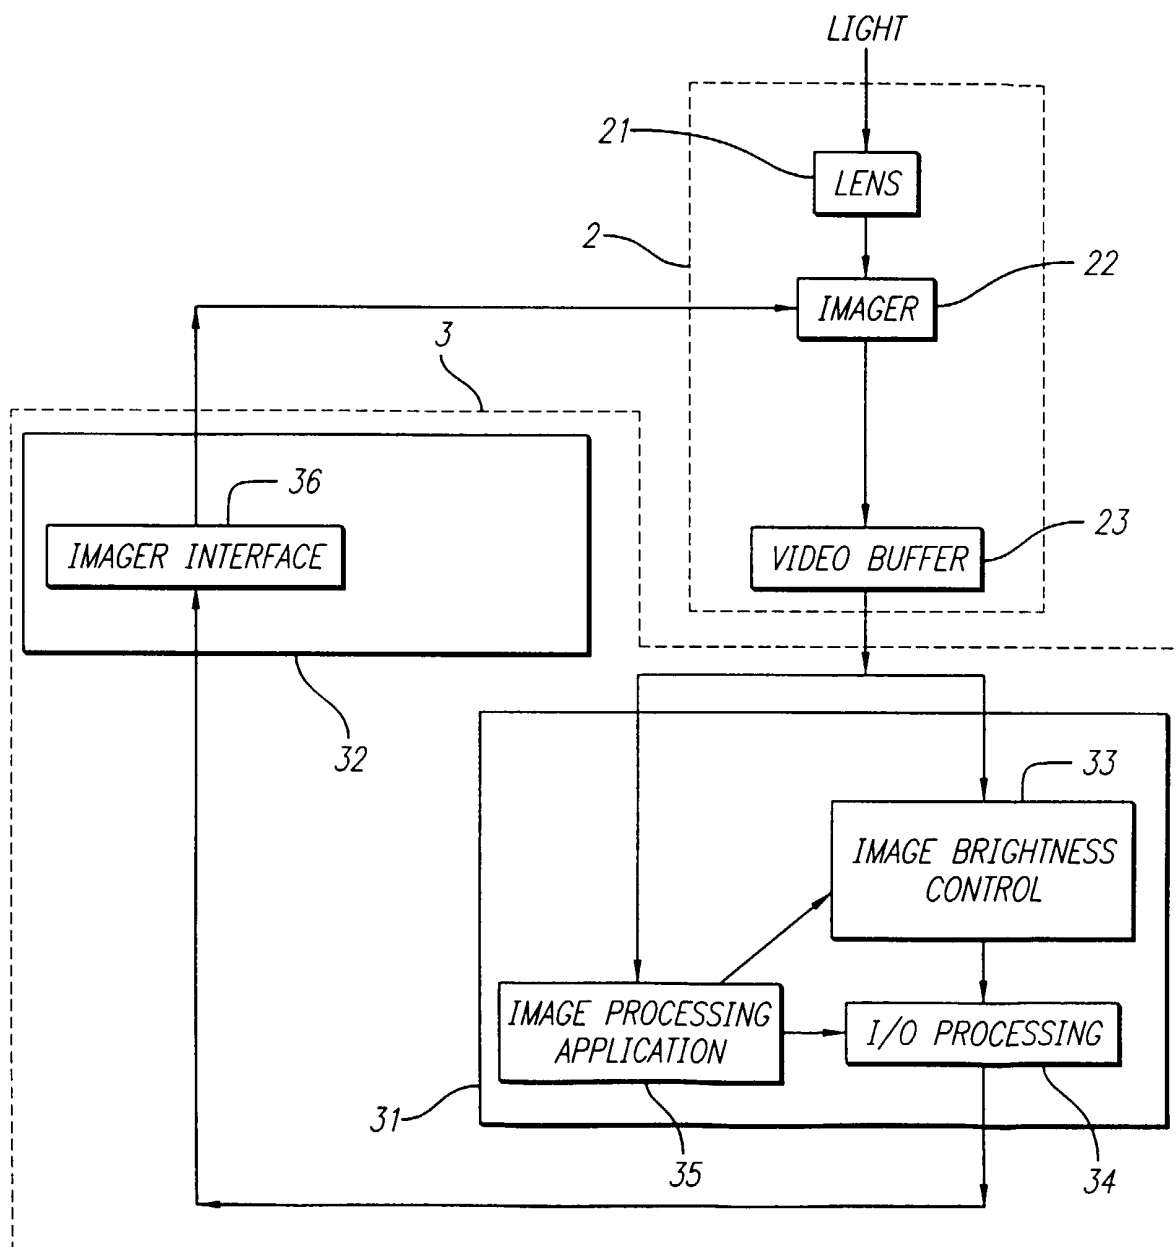 LIGHT
21
LENS
2
22
IMAGER
3
36
IMAGER INTERFACE
23
VIDEO BUFFER
32
33
IMAGE BRIGHTNESS
CONTROL
IMAGE PROCESSING
APPLICATION
I/O PROCESSING
31
35
34